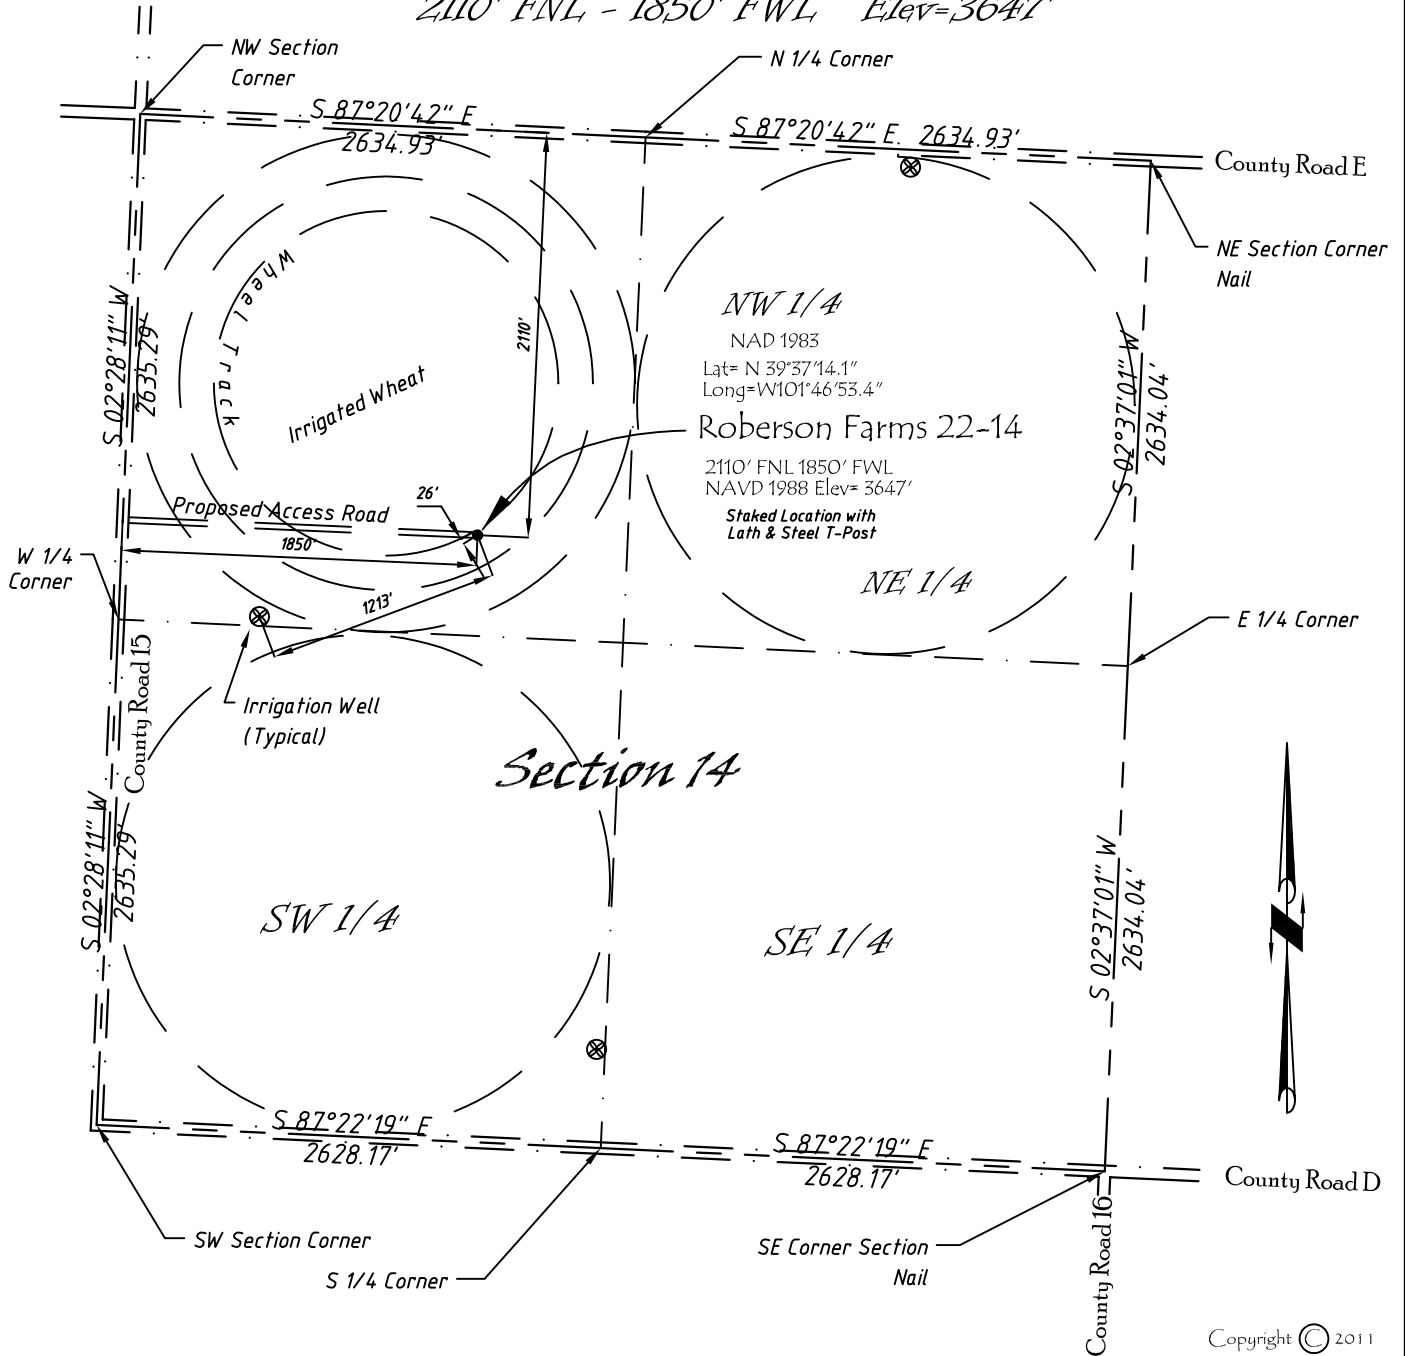 2110' FNL - 1850' FWL Elev=3647'
NW Section
Corner
N 1/4 Corner
S 87°20'42" E
2634.93'
S 87°20'42" E. 2634.93'
County Road E
NE Section Corner
Nail
Wheel Track
Irrigated Wheat
2110'
S 02°28'11" W
2635.29'
NW 1/4
NAD 1983
Lat= N 39°37'14.1"
Long=W101°46'53.4"
Roberson Farms 22-14
2110' FNL 1850' FWL
NAVD 1988 Elev= 3647'
Staked Location with
Lath & Steel T-Post
S 02°37'01" W
2634.04'
Proposed Access Road
26'
1850'
1213'
W 1/4
Corner
NE 1/4
E 1/4 Corner
County Road 15
Irrigation Well
(Typical)
Section 14
S 02°28'11" W
2635.29'
SW 1/4
SE 1/4
S 02°37'01" W
2634.04'
S 87°22'19" E
2628.17'
S 87°22'19" E
2628.17'
County Road D
County Road 16
SW Section Corner
S 1/4 Corner
SE Corner Section
Nail
Copyright © 2011